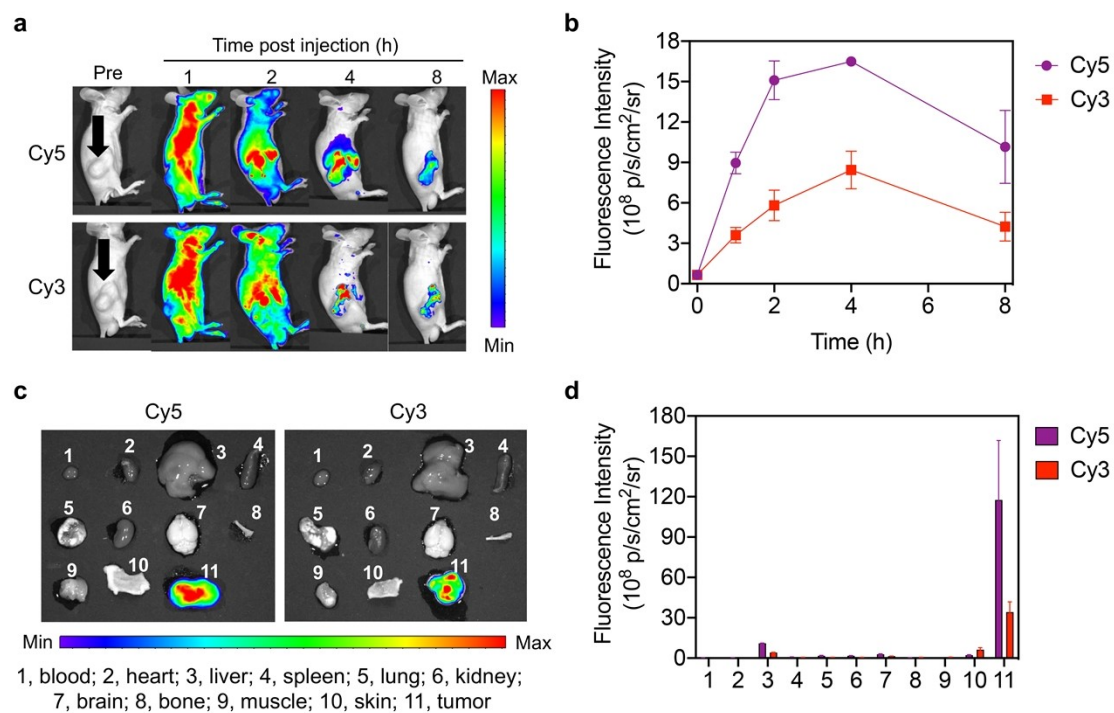 a
Time post injection (h)
Pre
1
2
4
8
Max
Cy5
Cy3
Min
b
18
15
12
9
6
3
0
Fluorescence Intensity
(10⁸ p/s/cm²/sr)
0
2
4
6
8
Time (h)
Cy5
Cy3
c
Cy5
Cy3
1
2
3
4
5
6
7
8
9
10
11
1
2
3
4
5
6
7
8
9
10
11
Min
Max
1, blood; 2, heart; 3, liver; 4, spleen; 5, lung; 6, kidney;
7, brain; 8, bone; 9, muscle; 10, skin; 11, tumor
d
180
150
120
90
60
30
0
Fluorescence Intensity
(10⁸ p/s/cm²/sr)
1 2 3 4 5 6 7 8 9 10 11
Cy5
Cy3